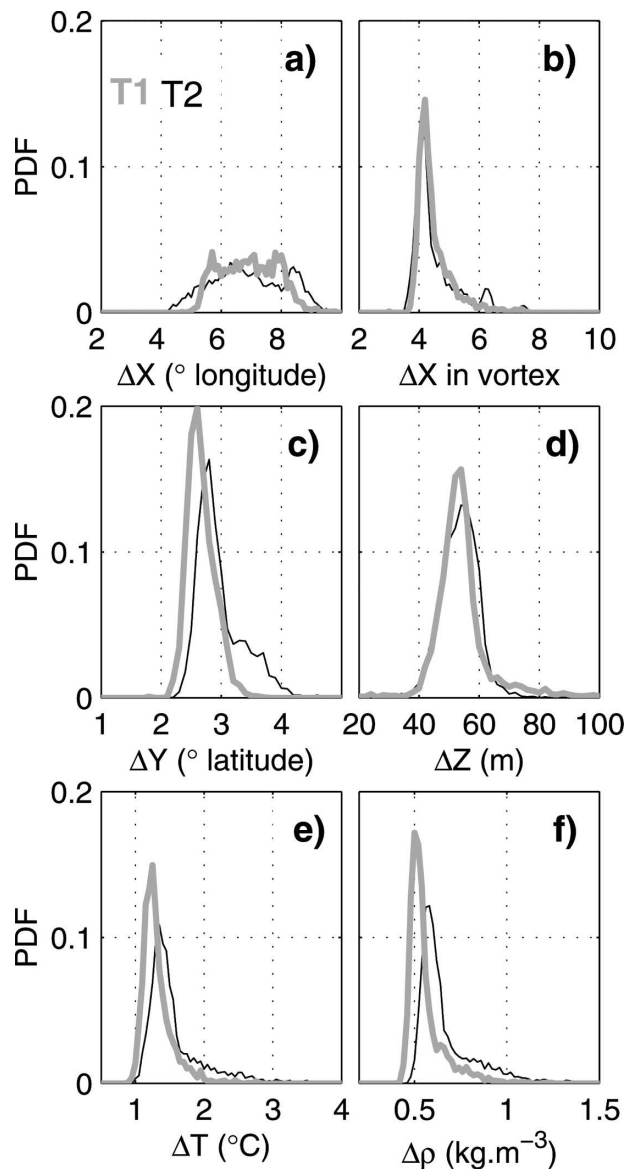 0.2
a)
b)
T1 T2
PDF
0.1
0
2 4 6 8
2 4 6 8 10
ΔX (° longitude)
ΔX in vortex
0.2
c)
d)
PDF
0.1
0
1 2 3 4
20 40 60 80 100
ΔY (° latitude)
ΔZ (m)
0.2
e)
f)
PDF
0.1
0
1 2 3 4
0.5 1 1.5
ΔT (°C)
Δρ (kg.m⁻³)